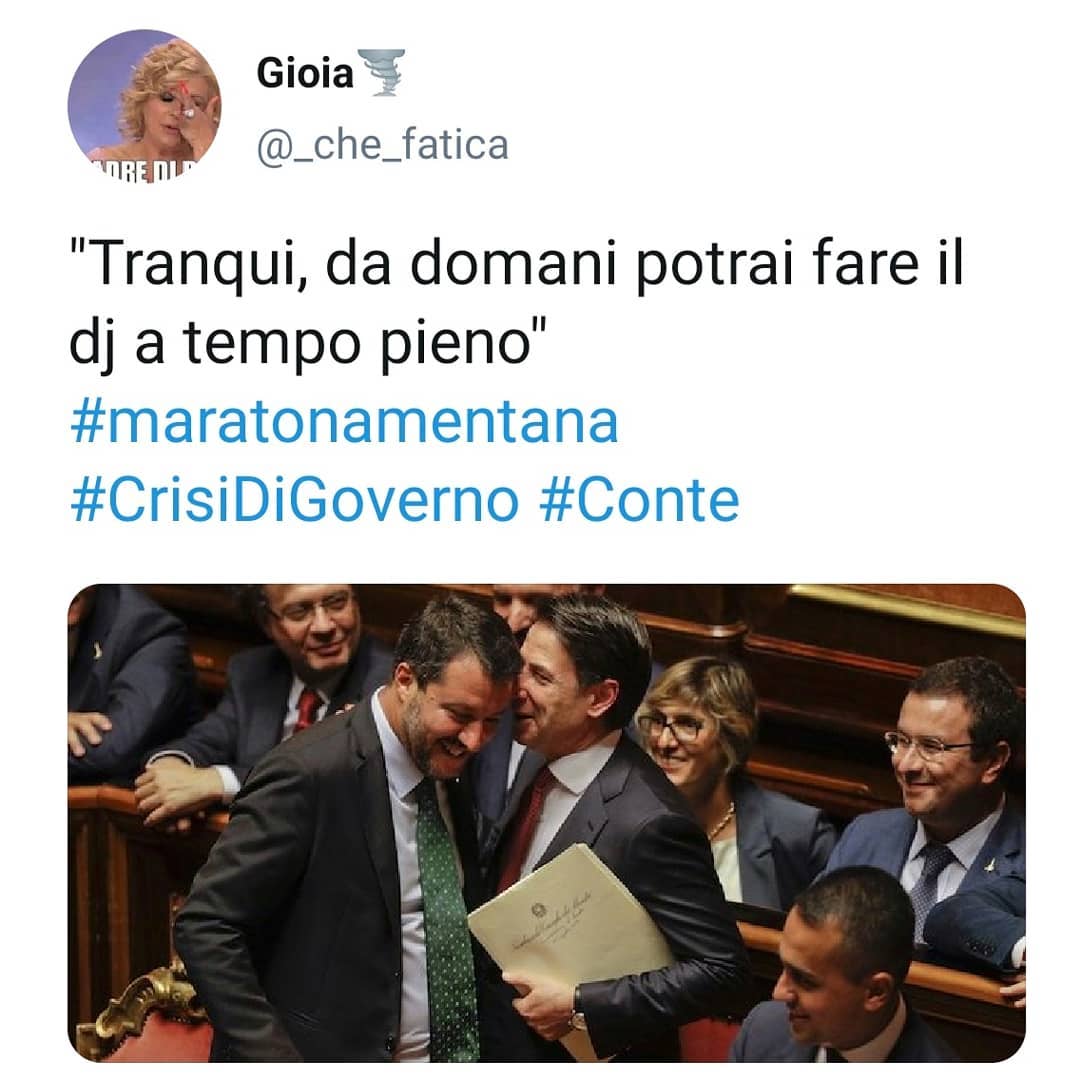 Gioia
@_che_fatica
"Tranqui, da domani potrai fare il
dj a tempo pieno"
#maratonamentana
#CrisiDiGoverno #Conte